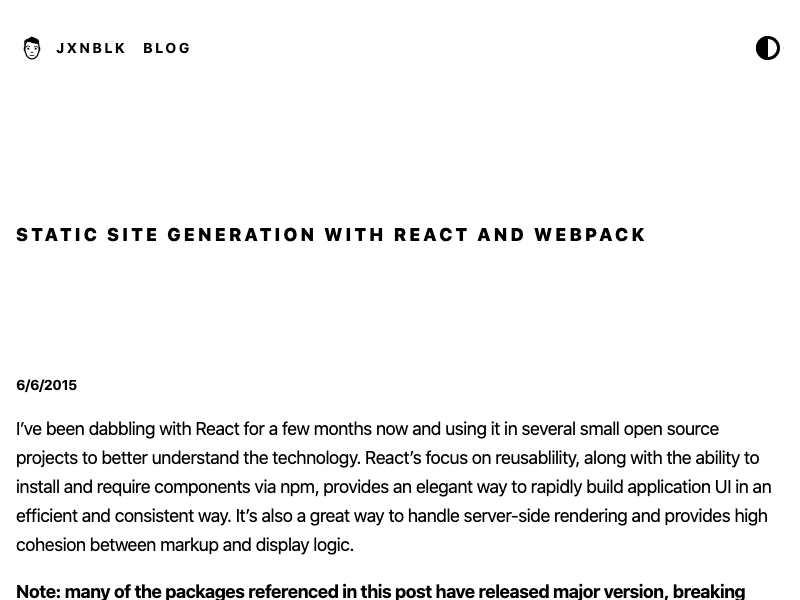 JXNBLK BLOG
STATIC SITE GENERATION WITH REACT AND WEBPACK
6/6/2015
I’ve been dabbling with React for a few months now and using it in several small open source
projects to better understand the technology. React’s focus on reusablility, along with the ability to
install and require components via npm, provides an elegant way to rapidly build application UI in an
efficient and consistent way. It’s also a great way to handle server-side rendering and provides high
cohesion between markup and display logic.
Note: many of the packages referenced in this post have released major version, breaking